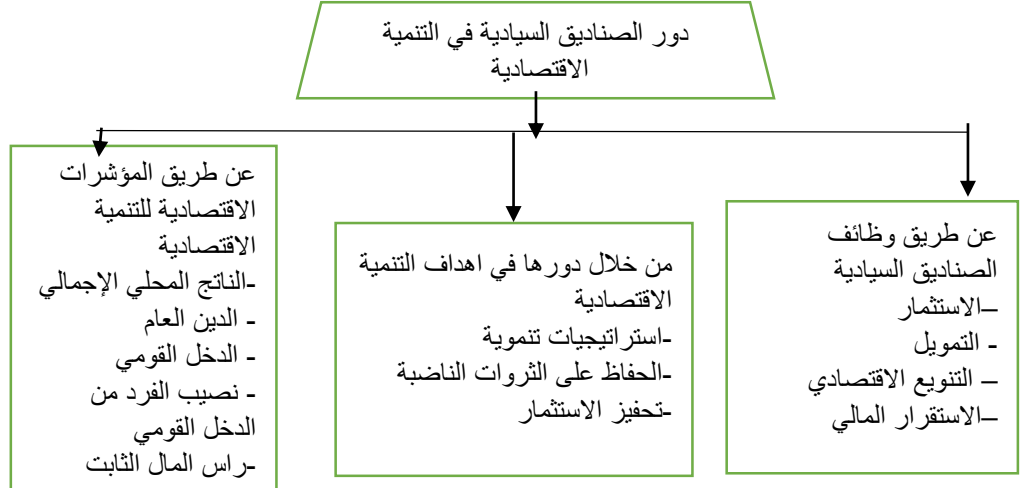 دور الصناديق السيادية في التنمية
الاقتصادية
عن طريق وظائف
الصناديق السيادية
–الاستثمار
- التمويل
– التنويع الاقتصادي
–الاستقرار المالي
من خلال دورها في اهداف التنمية
الاقتصادية
-استراتيجيات تنموية
-الحفاظ على الثروات الناضبة
-تحفيز الاستثمار
عن طريق المؤشرات
الاقتصادية للتنمية
الاقتصادية
-الناتج المحلي الإجمالي
- الدين العام
- الدخل القومي
- نصيب الفرد من
الدخل القومي
-راس المال الثابت